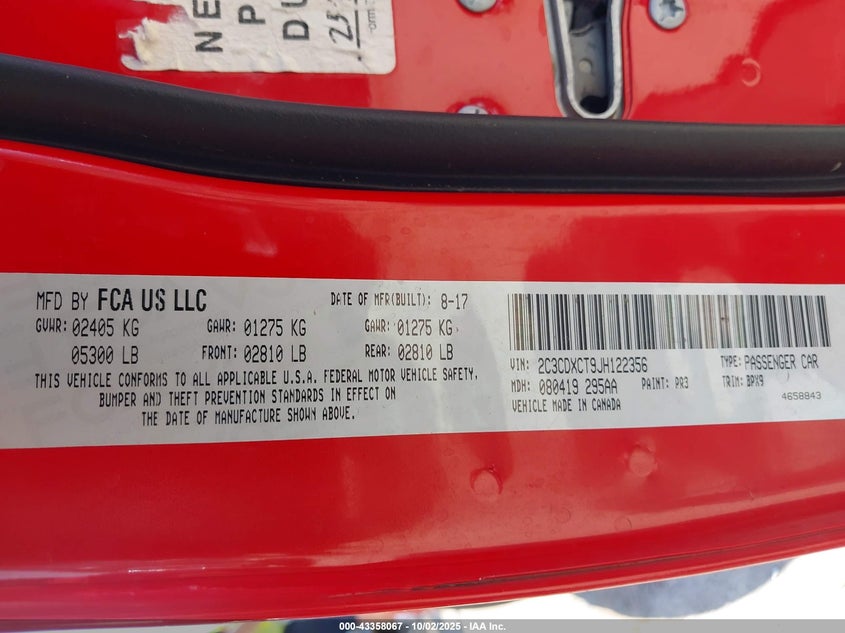 NE
P
DU
25
MFD BY FCA US LLC
DATE OF MFR(BUILT): 8-17
GVWR: 02405 KG
GAWR: 01275 KG
GAWR: 01275 KG
05300 LB
FRONT: 02810 LB
REAR: 02810 LB
THIS VEHICLE CONFORMS TO ALL APPLICABLE U.S.A. FEDERAL MOTOR VEHICLE SAFETY,
BUMPER AND THEFT PREVENTION STANDARDS IN EFFECT ON
THE DATE OF MANUFACTURE SHOWN ABOVE.
VIN: 2C3CDXCT9JH122356
TYPE: PASSENGER CAR
MDH: 080419 295AA
PAINT: PR3
TRIM: BPX9
VEHICLE MADE IN CANADA
4658843
000-43358067 - 10/02/2025 - IAA Inc.